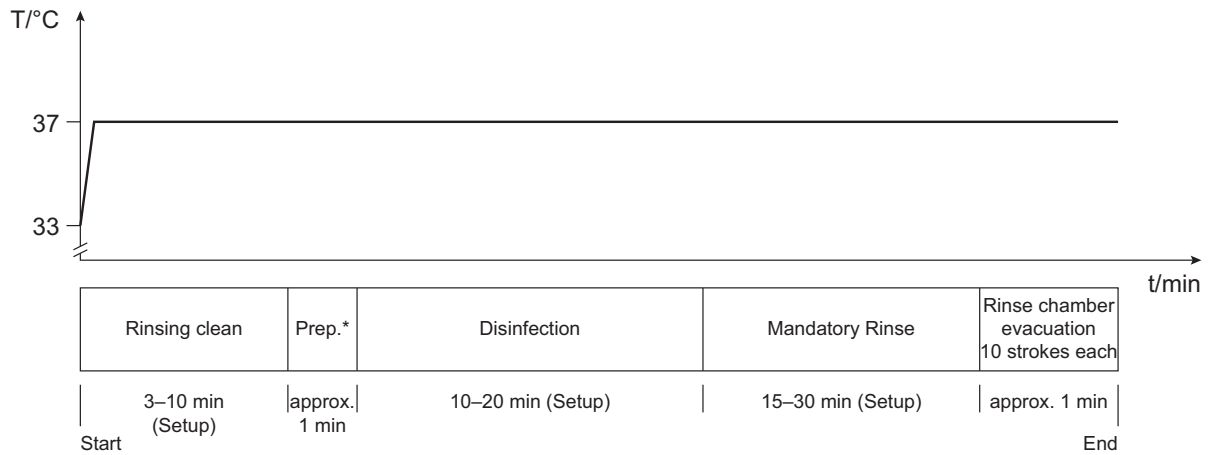 T/°C
37
33
t/min
Rinsing clean
Prep.*
Disinfection
Mandatory Rinse
Rinse chamber
evacuation
10 strokes each
3–10 min
(Setup)
approx.
1 min
10–20 min (Setup)
15–30 min (Setup)
approx. 1 min
Start
End